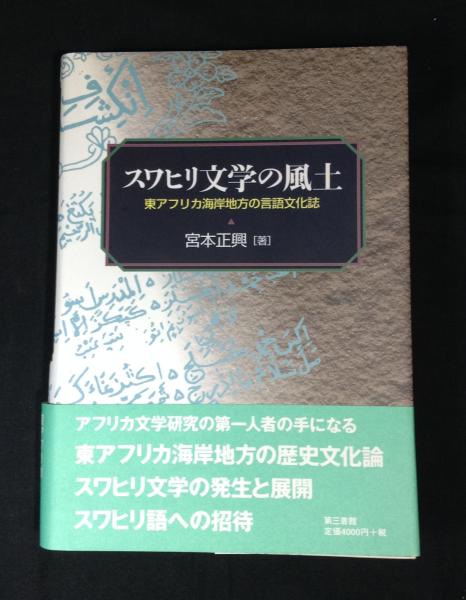 انكشاف
スワヒリ文学の風土
東アフリカ海岸地方の言語文化誌
宮本正興[著]
アフリカ文学研究の第一人者の手になる
東アフリカ海岸地方の歴史文化論
スワヒリ文学の発生と展開
スワヒリ語への招待
第三書館
定価4000円+税